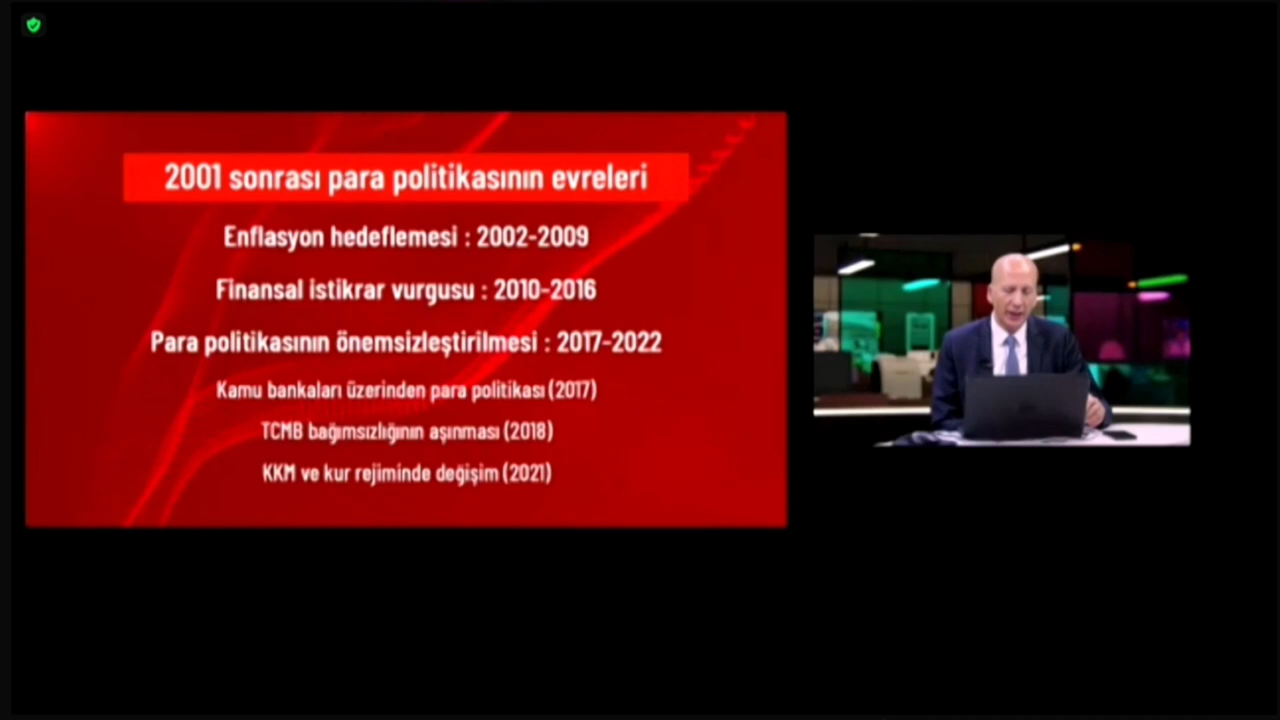 2001 sonrası para politikasının evreleri
Enflasyon hedeflemesi : 2002-2009
Finansal istikrar vurgusu : 2010-2016
Para politikasının önemsizleştirilmesi : 2017-2022
Kamu bankaları üzerinden para politikası (2017)
TCMB bağımsızlığının aşınması (2018)
KKM ve kur rejiminde değişim (2021)